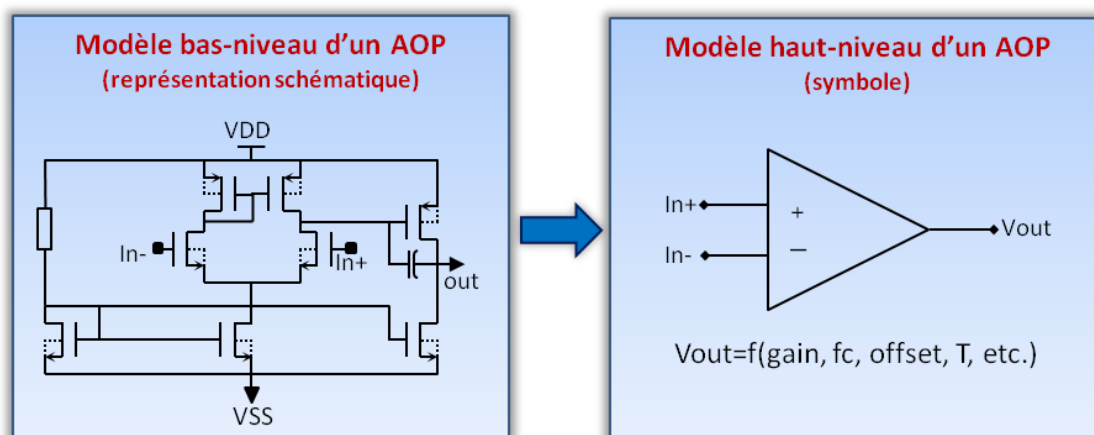 Modèle bas-niveau d'un AOP
(représentation schématique)
VDD
In-
In+
out
VSS
Modèle haut-niveau d'un AOP
(symbole)
In+
+
In-
−
Vout
Vout=f(gain, fc, offset, T, etc.)